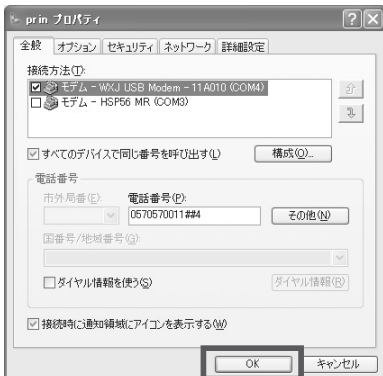 prin プロパティ
全般 オプション セキュリティ ネットワーク 詳細設定
接続方法(T):
モデム - WXJ USB Modem - 11A010 (COM4)
モデム - HSP56 MR (COM3)
すべてのデバイスで同じ番号を呼び出す(L) 構成(O)...
電話番号
市外局番(E): 電話番号(P):
0570570011##4 その他(N)
国番号/地域番号(G):
ダイヤル情報を使う(S) ダイヤル情報(R)
接続時に通知領域にアイコンを表示する(W)
OK キャンセル